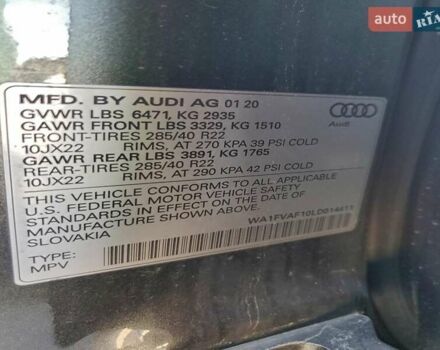 auto RIA
MFD. BY AUDI AG 01 20
GVWR LBS 6471, KG 2935
GAWR FRONT LBS 3329, KG 1510
FRONT-TIRES 285/40 R22
10JX22 RIMS, AT 270 KPA 39 PSI COLD
GAWR REAR LBS 3891, KG 1765
REAR-TIRES 285/40 R22
10JX22 RIMS, AT 290 KPA 42 PSI COLD
THIS VEHICLE CONFORMS TO ALL APPLICABLE
U.S. FEDERAL MOTOR VEHICLE SAFETY
STANDARDS IN EFFECT ON THE DATE OF
MANUFACTURE SHOWN ABOVE
SLOVAKIA
TYPE:
MPV
Audi